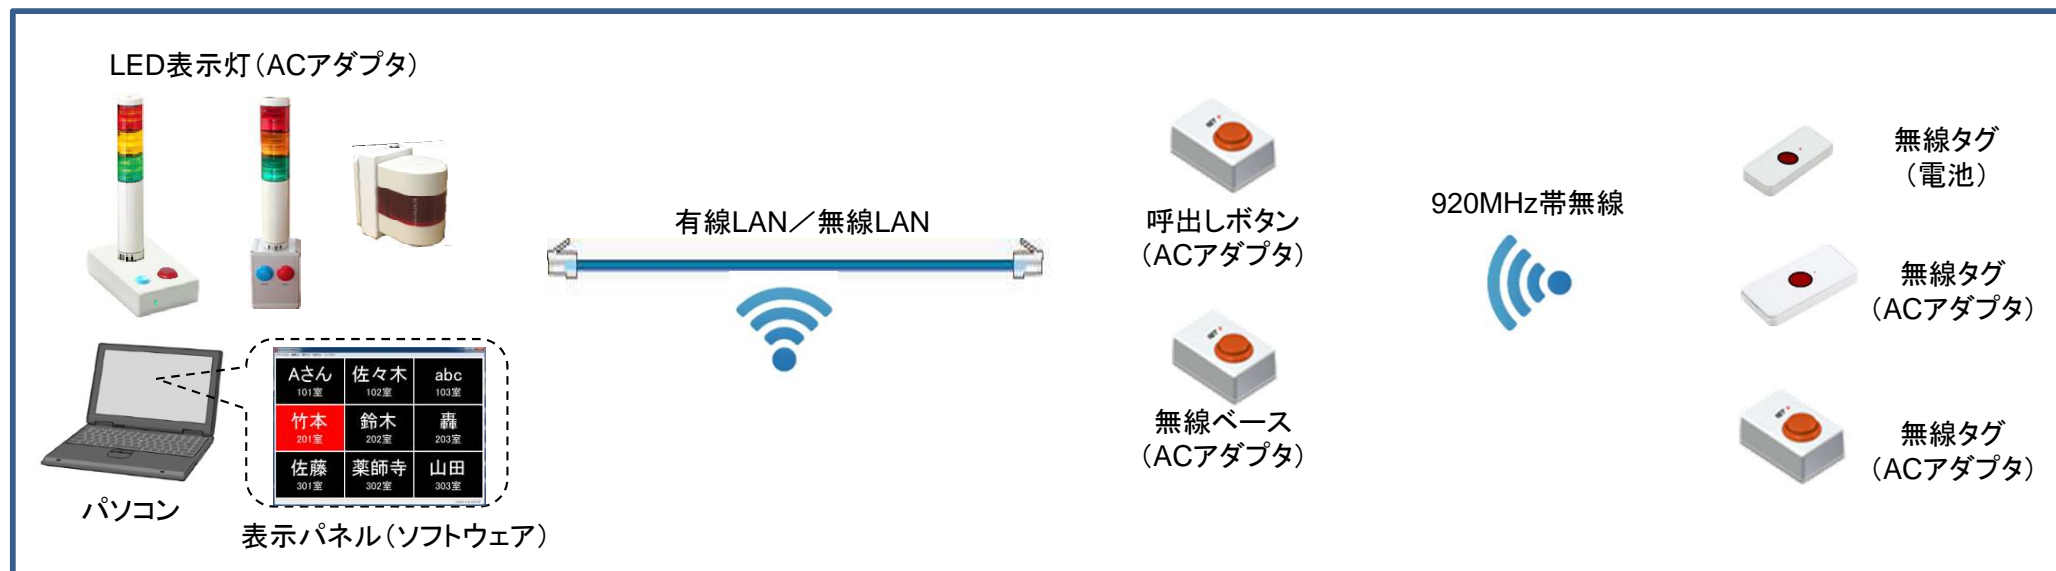 LED表示灯（ACアダプタ）
有線LAN／無線LAN
呼出しボタン
（ACアダプタ）
920MHz帯無線
無線タグ
（電池）
無線タグ
（ACアダプタ）
無線ベース
（ACアダプタ）
無線タグ
（ACアダプタ）
Aさん
101室
佐々木
102室
abc
103室
竹本
201室
鈴木
202室
轟
203室
佐藤
301室
薬師寺
302室
山田
303室
パソコン
表示パネル（ソフトウェア）